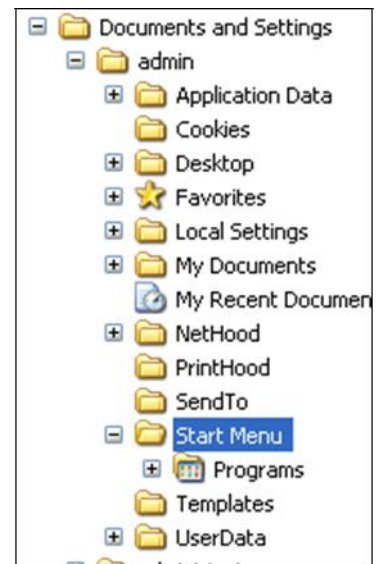 Documents and Settings
admin
Application Data
Cookies
Desktop
Favorites
Local Settings
My Documents
My Recent Documen
NetHood
PrintHood
SendTo
Start Menu
Programs
Templates
UserData